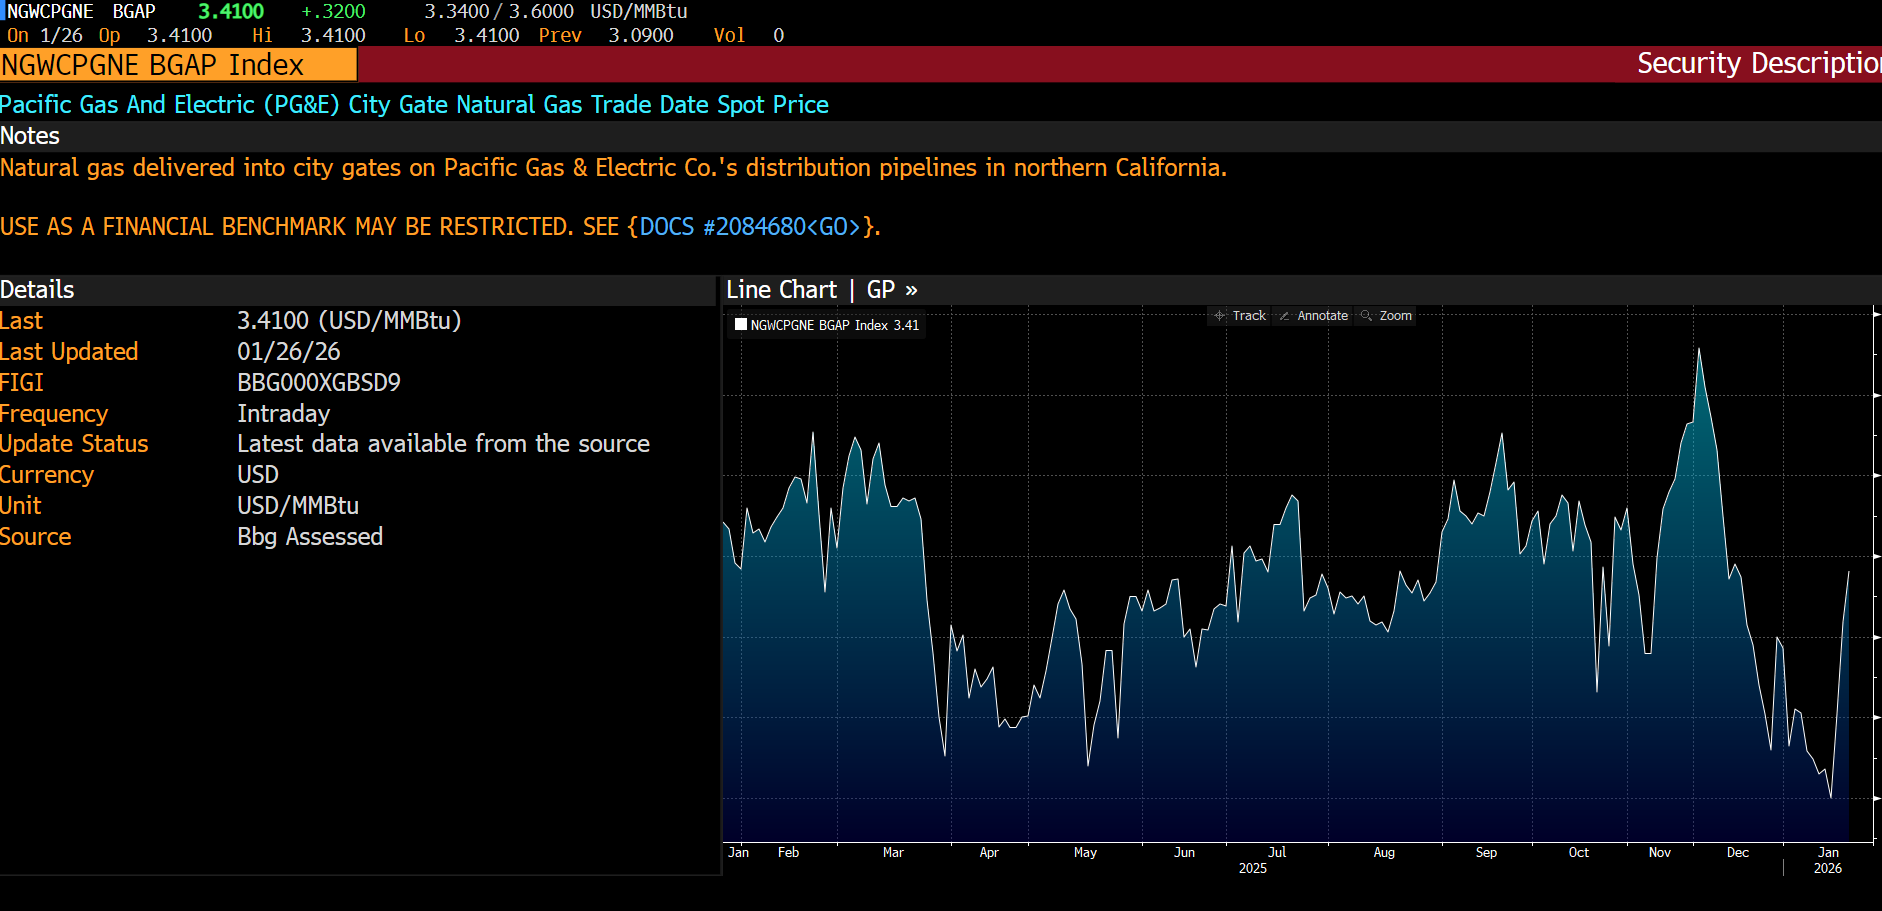 NGWCPGNE BGAP 3.4100 +.3200 3.3400 / 3.6000 USD/MMBtu
On 1/26 Op 3.4100 Hi 3.4100 Lo 3.4100 Prev 3.0900 Vol 0
NGWCPGNE BGAP Index Security Descriptio
Pacific Gas And Electric (PG&E) City Gate Natural Gas Trade Date Spot Price
Notes
Natural gas delivered into city gates on Pacific Gas & Electric Co.'s distribution pipelines in northern California.
USE AS A FINANCIAL BENCHMARK MAY BE RESTRICTED. SEE {DOCS #2084680<GO>}.
Details
Last 3.4100 (USD/MMBtu)
Last Updated 01/26/26
FIGI BBG000XGBSD9
Frequency Intraday
Update Status Latest data available from the source
Currency USD
Unit USD/MMBtu
Source Bbg Assessed
Line Chart | GP »
Track Annotate Zoom
NGWCPGNE BGAP Index 3.41
Jan Feb Mar Apr May Jun Jul Aug Sep Oct Nov Dec Jan
2025 2026